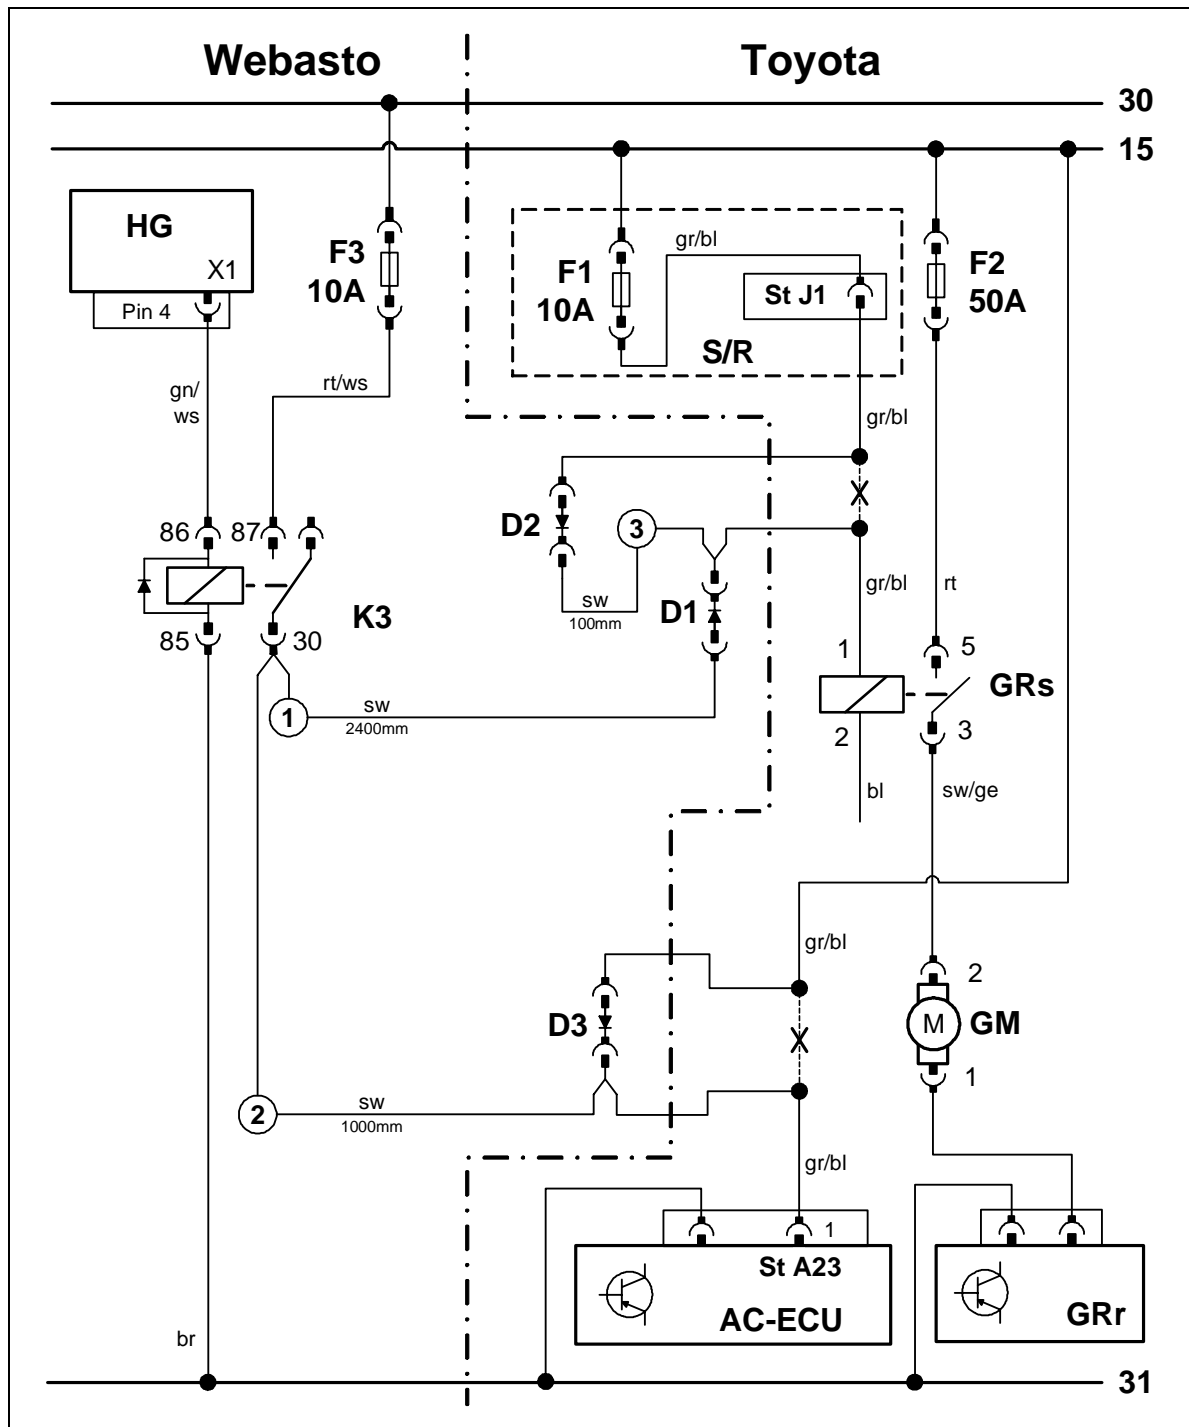 Webasto Toyota
30
15
HG
X1
Pin 4
F3
10A
gr/bl
F1
10A
St J1
S/R
F2
50A
gn/
ws
rt/ws
gr/bl
D2
3
86 87
gr/bl rt
sw
100mm
D1
K3
85 30
1 5
GRs
1
sw
2400mm
2 3
bl sw/ge
gr/bl
2
D3
M GM
1
2
sw
1000mm
gr/bl
1
St A23
AC-ECU
GRr
br
31